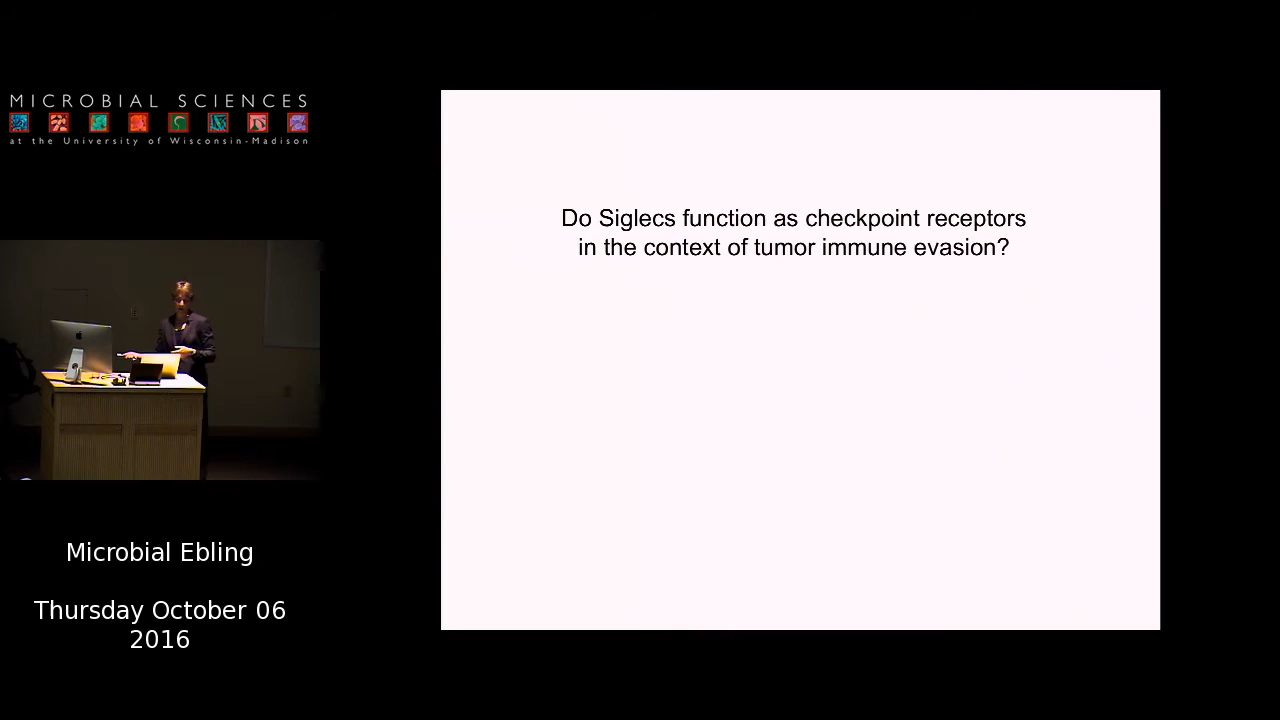 MICROBIAL SCIENCES
at the University of Wisconsin-Madison
Do Siglecs function as checkpoint receptors
in the context of tumor immune evasion?
Microbial Ebling
Thursday October 06
2016